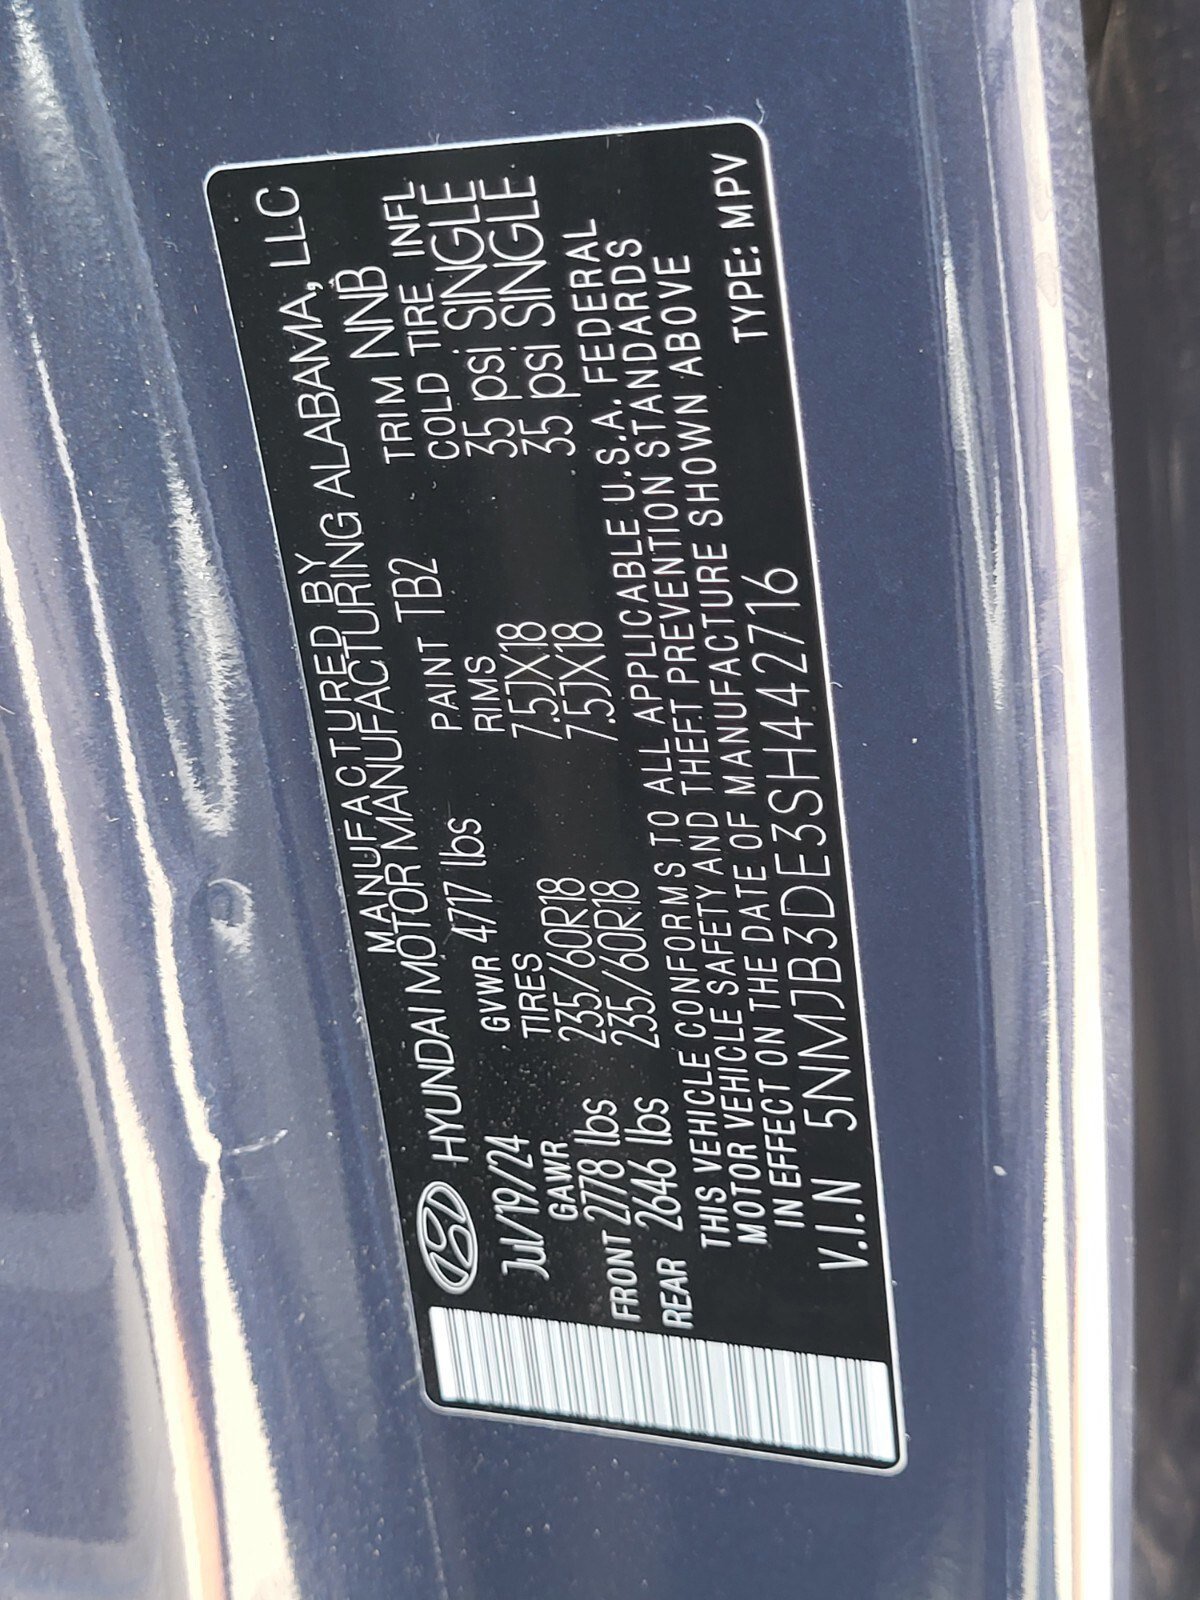 MANUFACTURED BY
HYUNDAI MOTOR MANUFACTURING ALABAMA, LLC
Jul/19/24 GVWR 4717 lbs PAINT TB2 TRIM NNB
GAWR TIRES RIMS COLD TIRE INFL
FRONT 2778 lbs 235/60R18 7.5JX18 35 psi SINGLE
REAR 2646 lbs 235/60R18 7.5JX18 35 psi SINGLE
THIS VEHICLE CONFORMS TO ALL APPLICABLE U.S.A. FEDERAL
MOTOR VEHICLE SAFETY AND THEFT PREVENTION STANDARDS
IN EFFECT ON THE DATE OF MANUFACTURE SHOWN ABOVE
V.I.N 5NMJB3DE3SH442716 TYPE: MPV